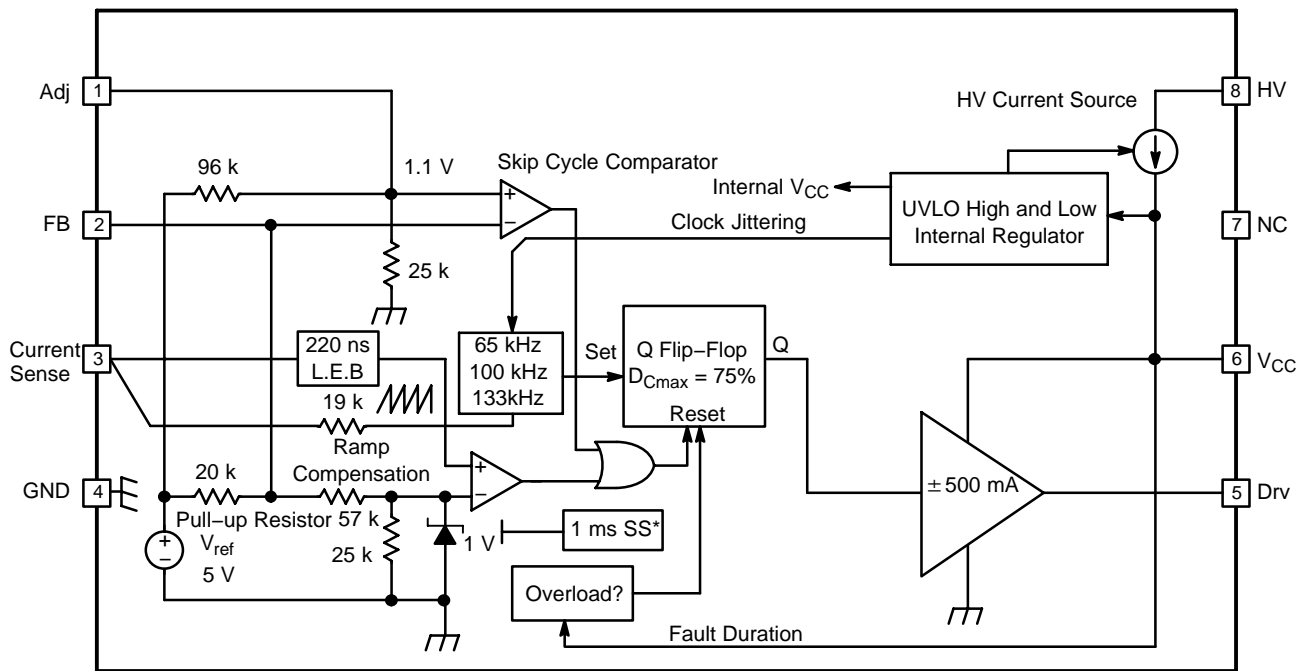 Adj
1
8
HV
HV Current Source
96 k
1.1 V
Skip Cycle Comparator
+
−
Internal VCC
UVLO High and Low
Internal Regulator
FB
2
7
NC
Clock Jittering
25 k
Current
Sense
3
220 ns
L.E.B
65 kHz
100 kHz
133kHz
Set
Q Flip−Flop
DCmax = 75%
Reset
Q
6
VCC
19 k
Ramp
Compensation
+
−
GND
4
20 k
Pull-up Resistor
57 k
± 500 mA
5
Drv
+
−
Vref
5 V
25 k
1 V
1 ms SS*
Overload?
Fault Duration